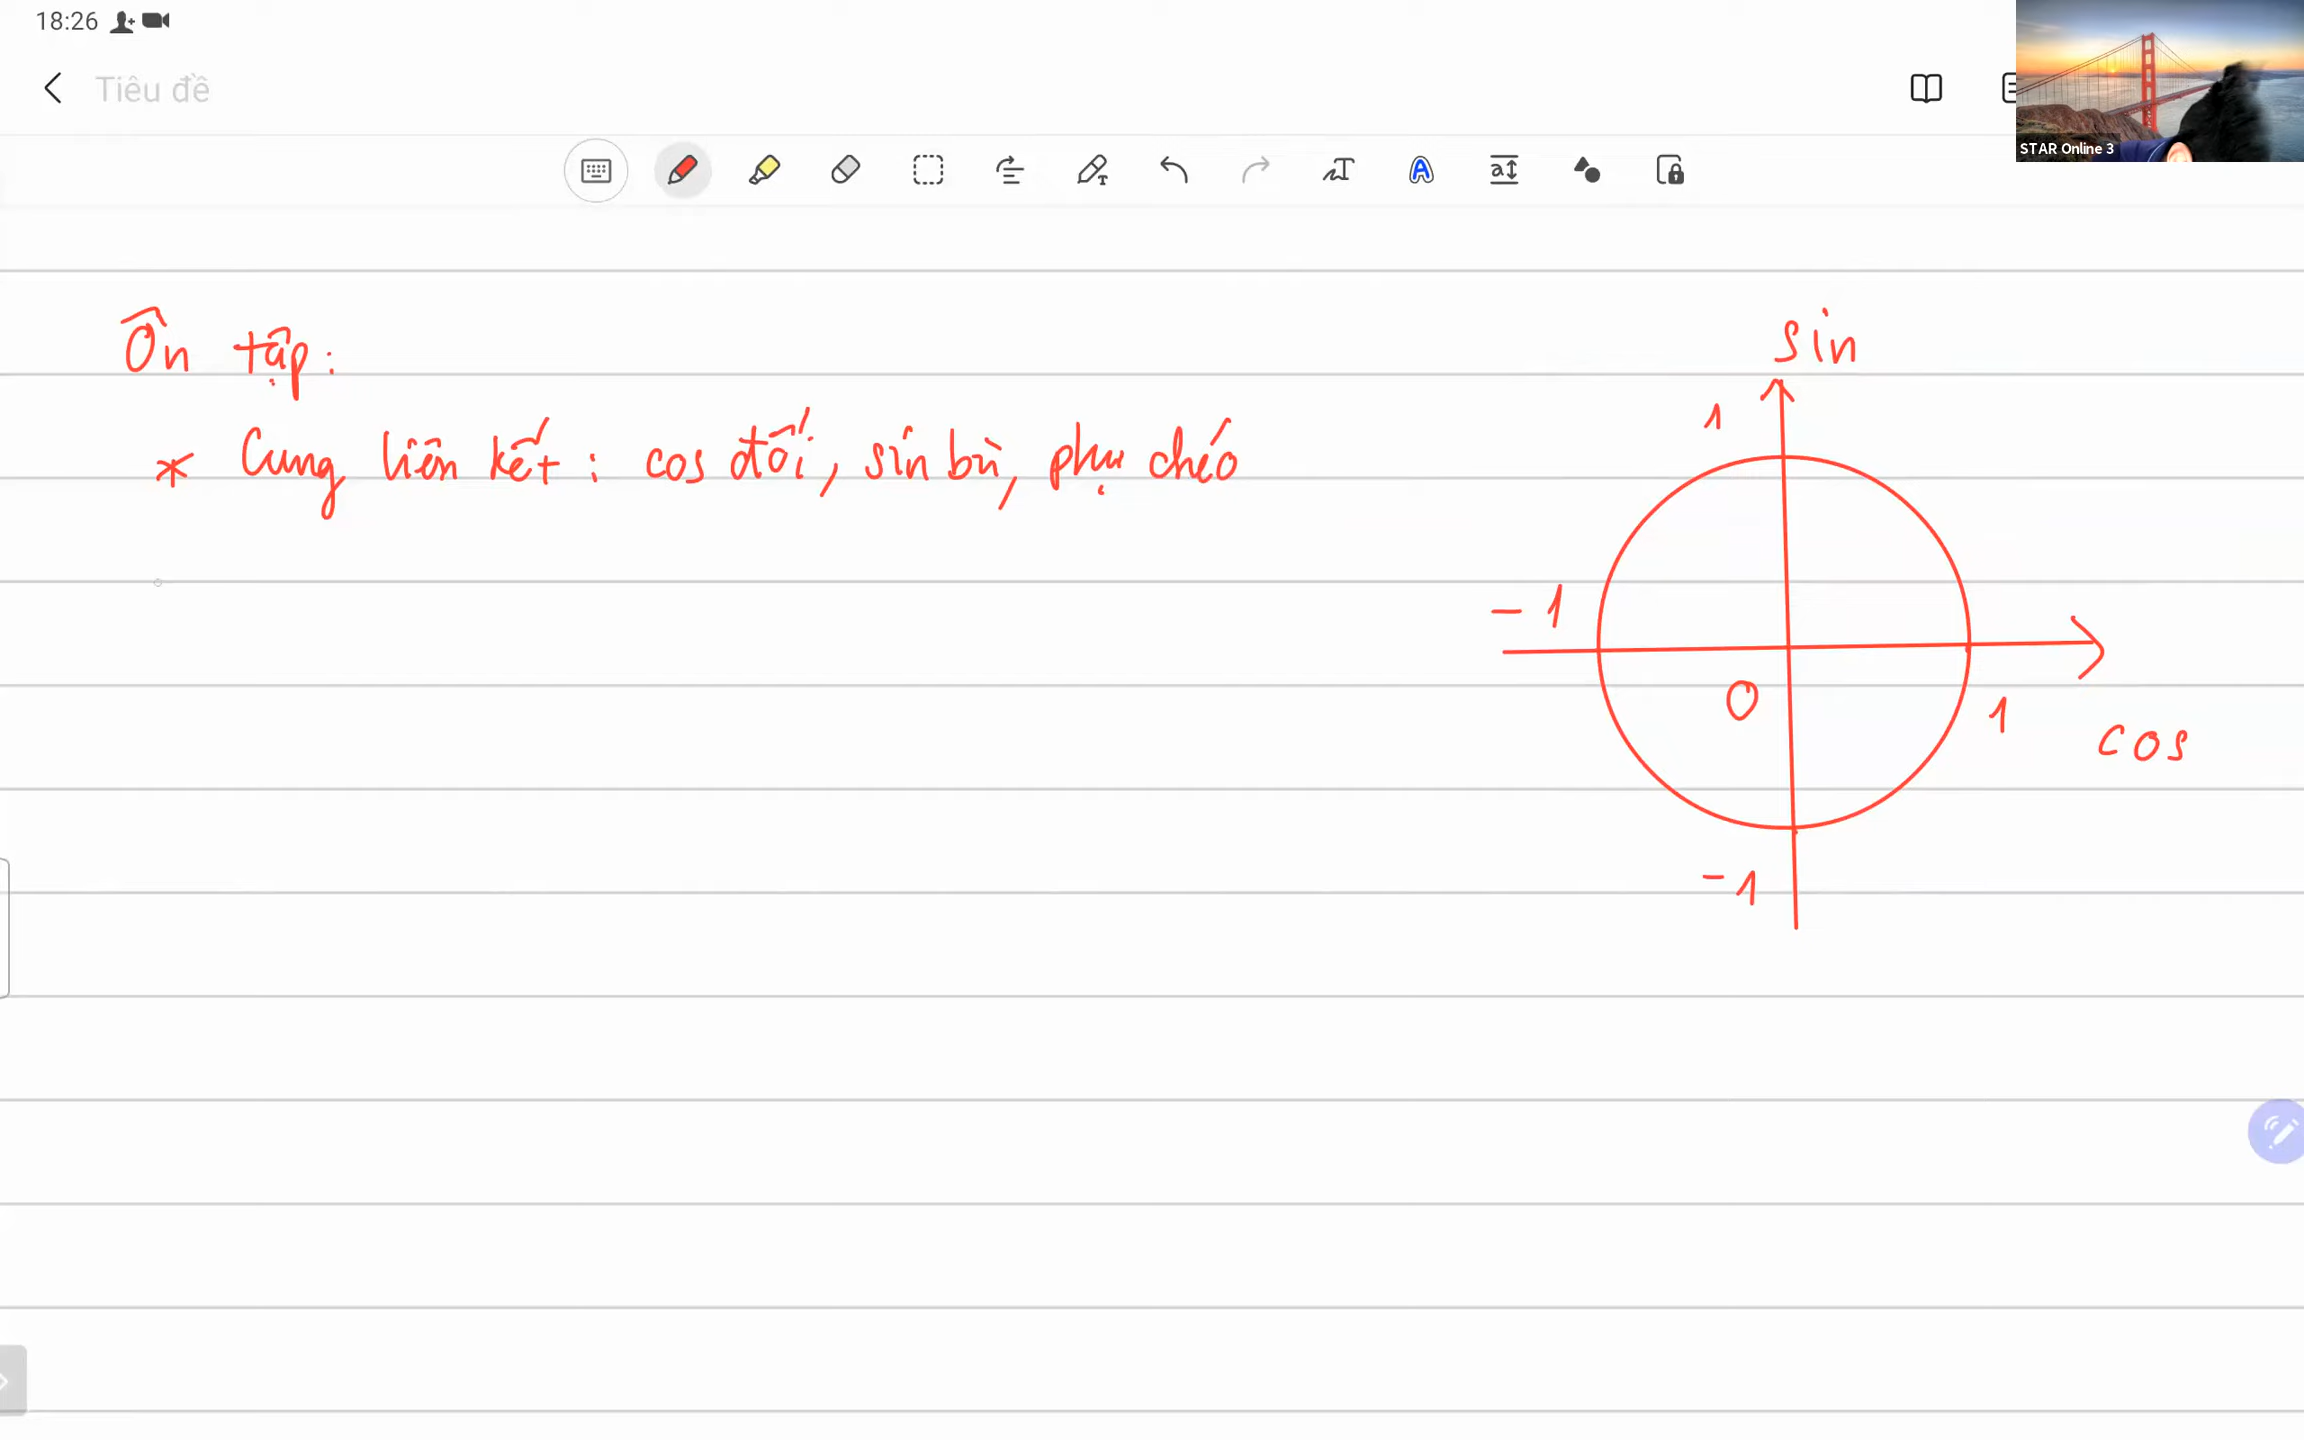 18:26
Tiêu đề
STAR Online 3
Ôn tập:
* Cung liên kết: cos đối, sin bù, phụ chéo
sin
1
-1
0
1
cos
-1